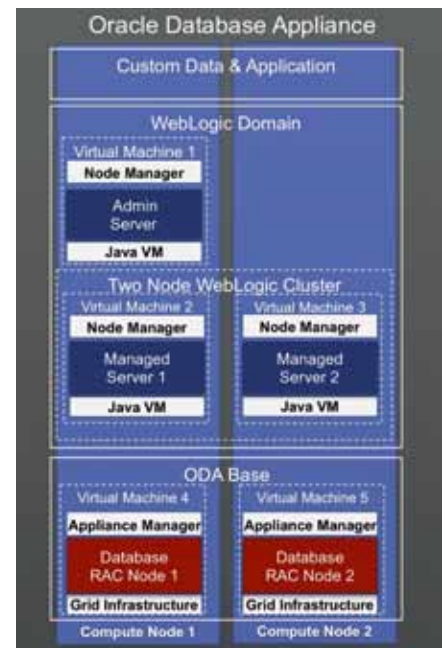 Oracle Database Appliance
Custom Data & Application
WebLogic Domain
Virtual Machine 1
Node Manager
Admin
Server
Java VM
Two Node WebLogic Cluster
Virtual Machine 2
Node Manager
Managed
Server 1
Java VM
Virtual Machine 3
Node Manager
Managed
Server 2
Java VM
ODA Base
Virtual Machine 4
Appliance Manager
Database
RAC Node 1
Grid Infrastructure
Compute Node 1
Virtual Machine 5
Appliance Manager
Database
RAC Node 2
Grid Infrastructure
Compute Node 2